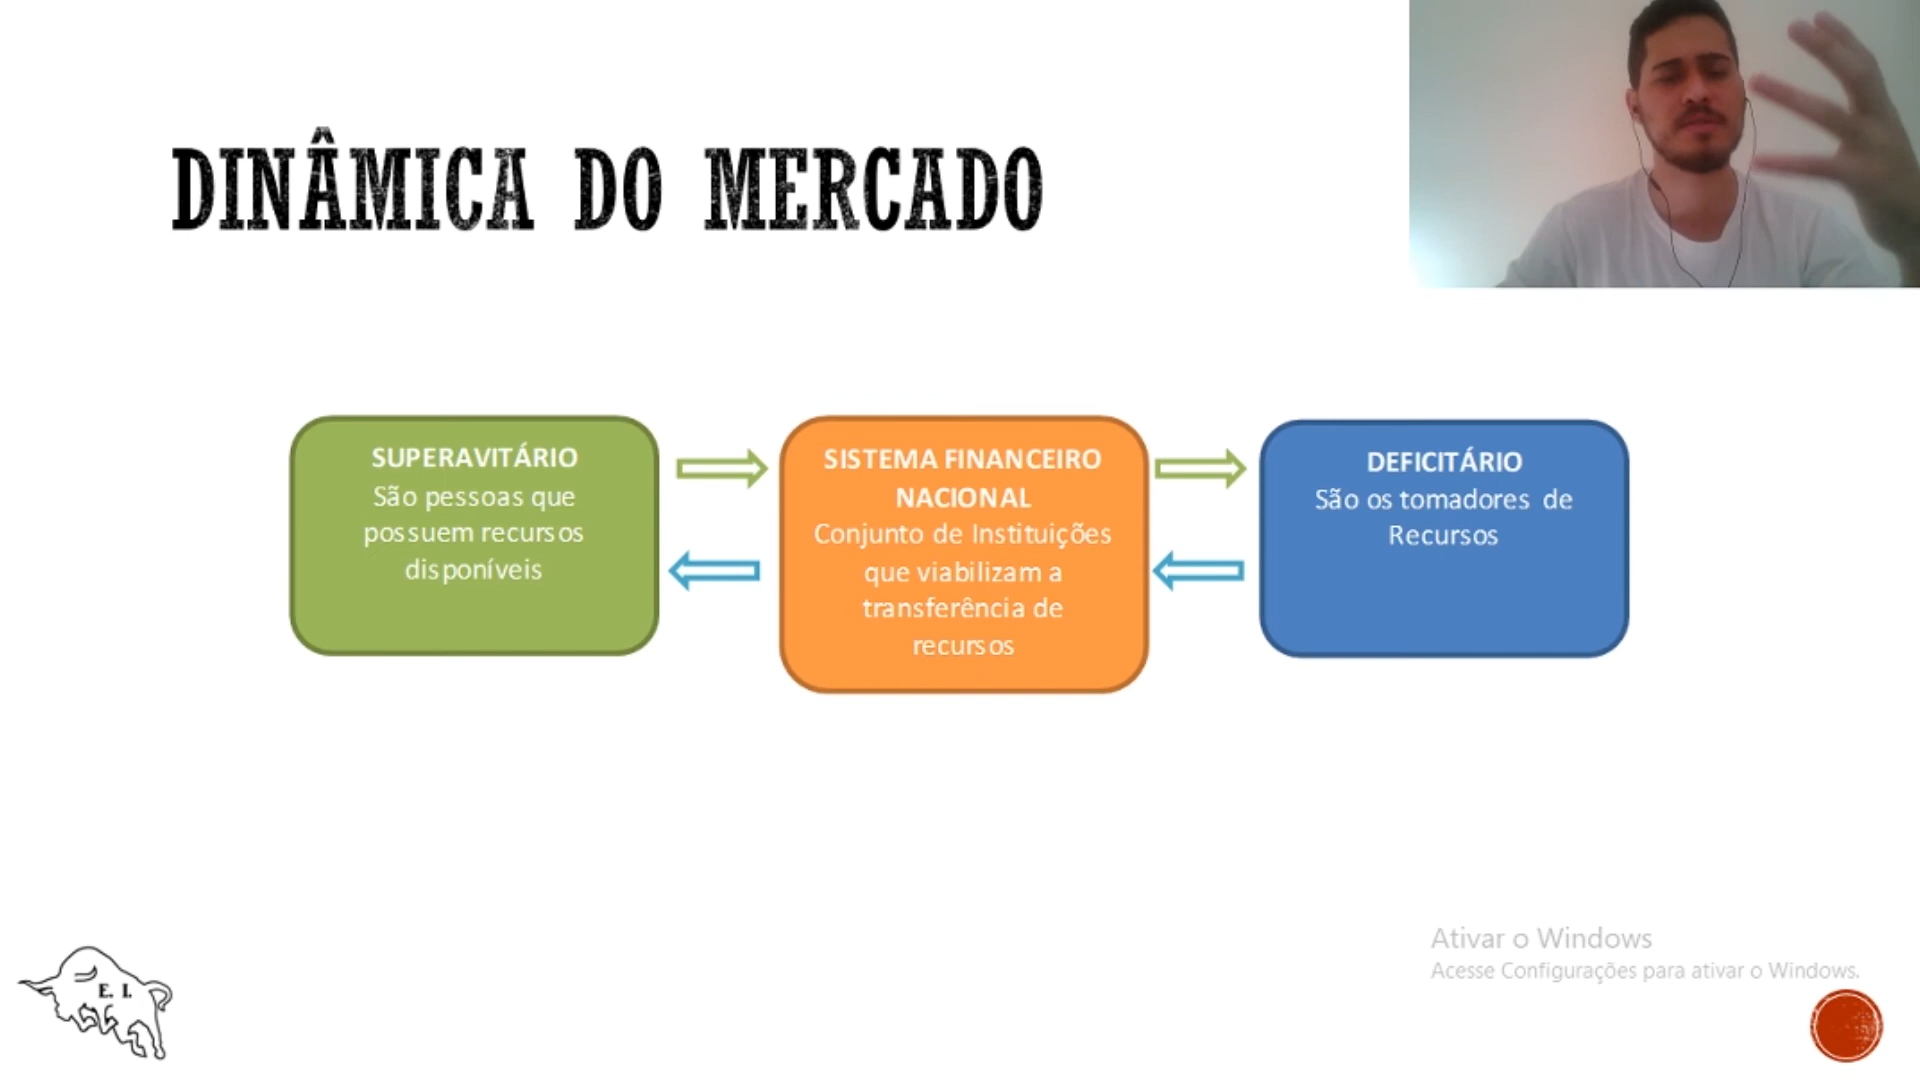 DINÂMICA DO MERCADO
SUPERAVITÁRIO
São pessoas que
possuem recursos
disponíveis
SISTEMA FINANCEIRO
NACIONAL
Conjunto de Instituições
que viabilizam a
transferência de
recursos
DEFICITÁRIO
São os tomadores de
Recursos
E. I.
Ativar o Windows
Acesse Configurações para ativar o Windows.